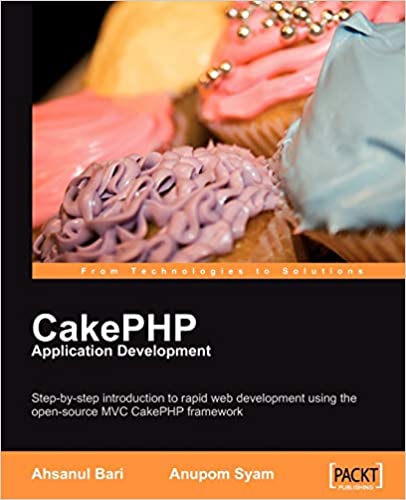 From Technologies to Solutions
CakePHP
Application Development
Step-by-step introduction to rapid web development using the
open-source MVC CakePHP framework
Ahsanul Bari Anupom Syam
PACKT
PUBLISHING